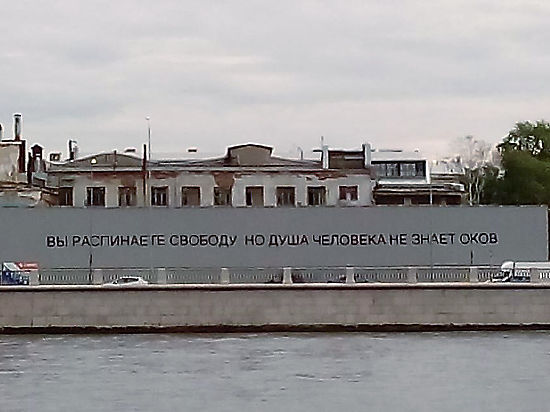 ВЫ РАСПИНАЕТЕ СВОБОДУ НО ДУША ЧЕЛОВЕКА НЕ ЗНАЕТ ОКОВ